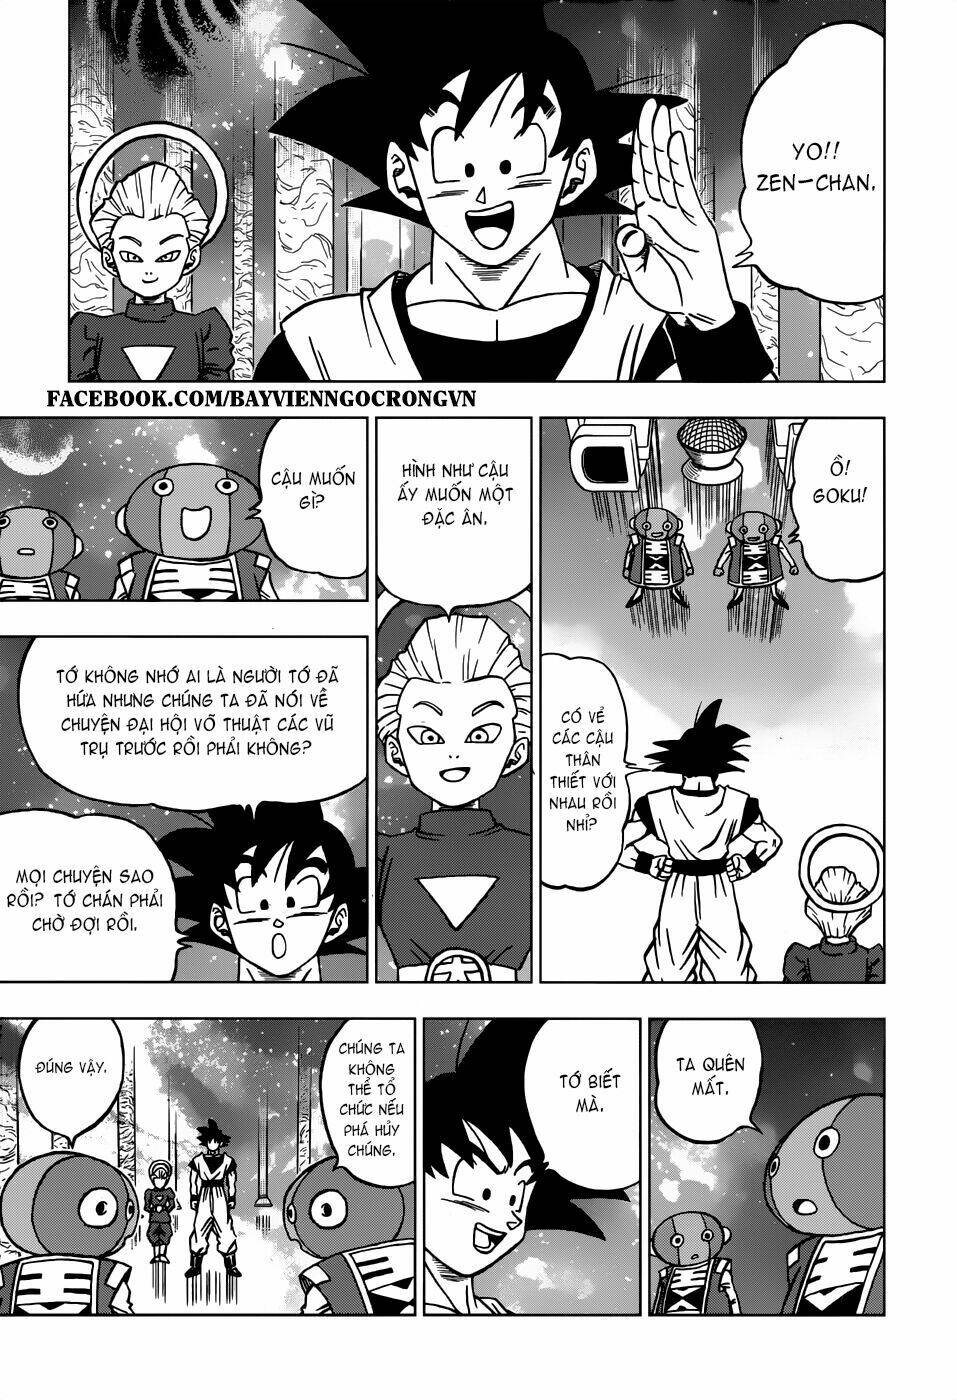 YO!!
ZEN-CHAN.
FACEBOOK.COM/BAYVIENNGOCRONGVN
Ồ!
GOKU!
CÓ VẺ
CÁC CẬU
THÂN
THIẾT VỚI
NHAU RỒI
NHỈ?
HÌNH NHƯ CẬU
ẤY MUỐN MỘT
ĐẶC ÂN.
CẬU MUỐN
GÌ?
TỚ KHÔNG NHỚ AI LÀ NGƯỜI TỚ ĐÃ
HỨA NHƯNG CHÚNG TA ĐÃ NÓI VỀ
CHUYỆN ĐẠI HỘI VÕ THUẬT CÁC VŨ
TRỤ TRƯỚC RỒI PHẢI KHÔNG?
MỌI CHUYỆN SAO
RỒI? TỚ CHÁN PHẢI
CHỜ ĐỢI RỒI.
TA QUÊN
MẤT.
TỚ BIẾT
MÀ.
CHÚNG TA
KHÔNG
THỂ TỔ
CHỨC NẾU
PHÁ HỦY
CHÚNG.
ĐÚNG VẬY.